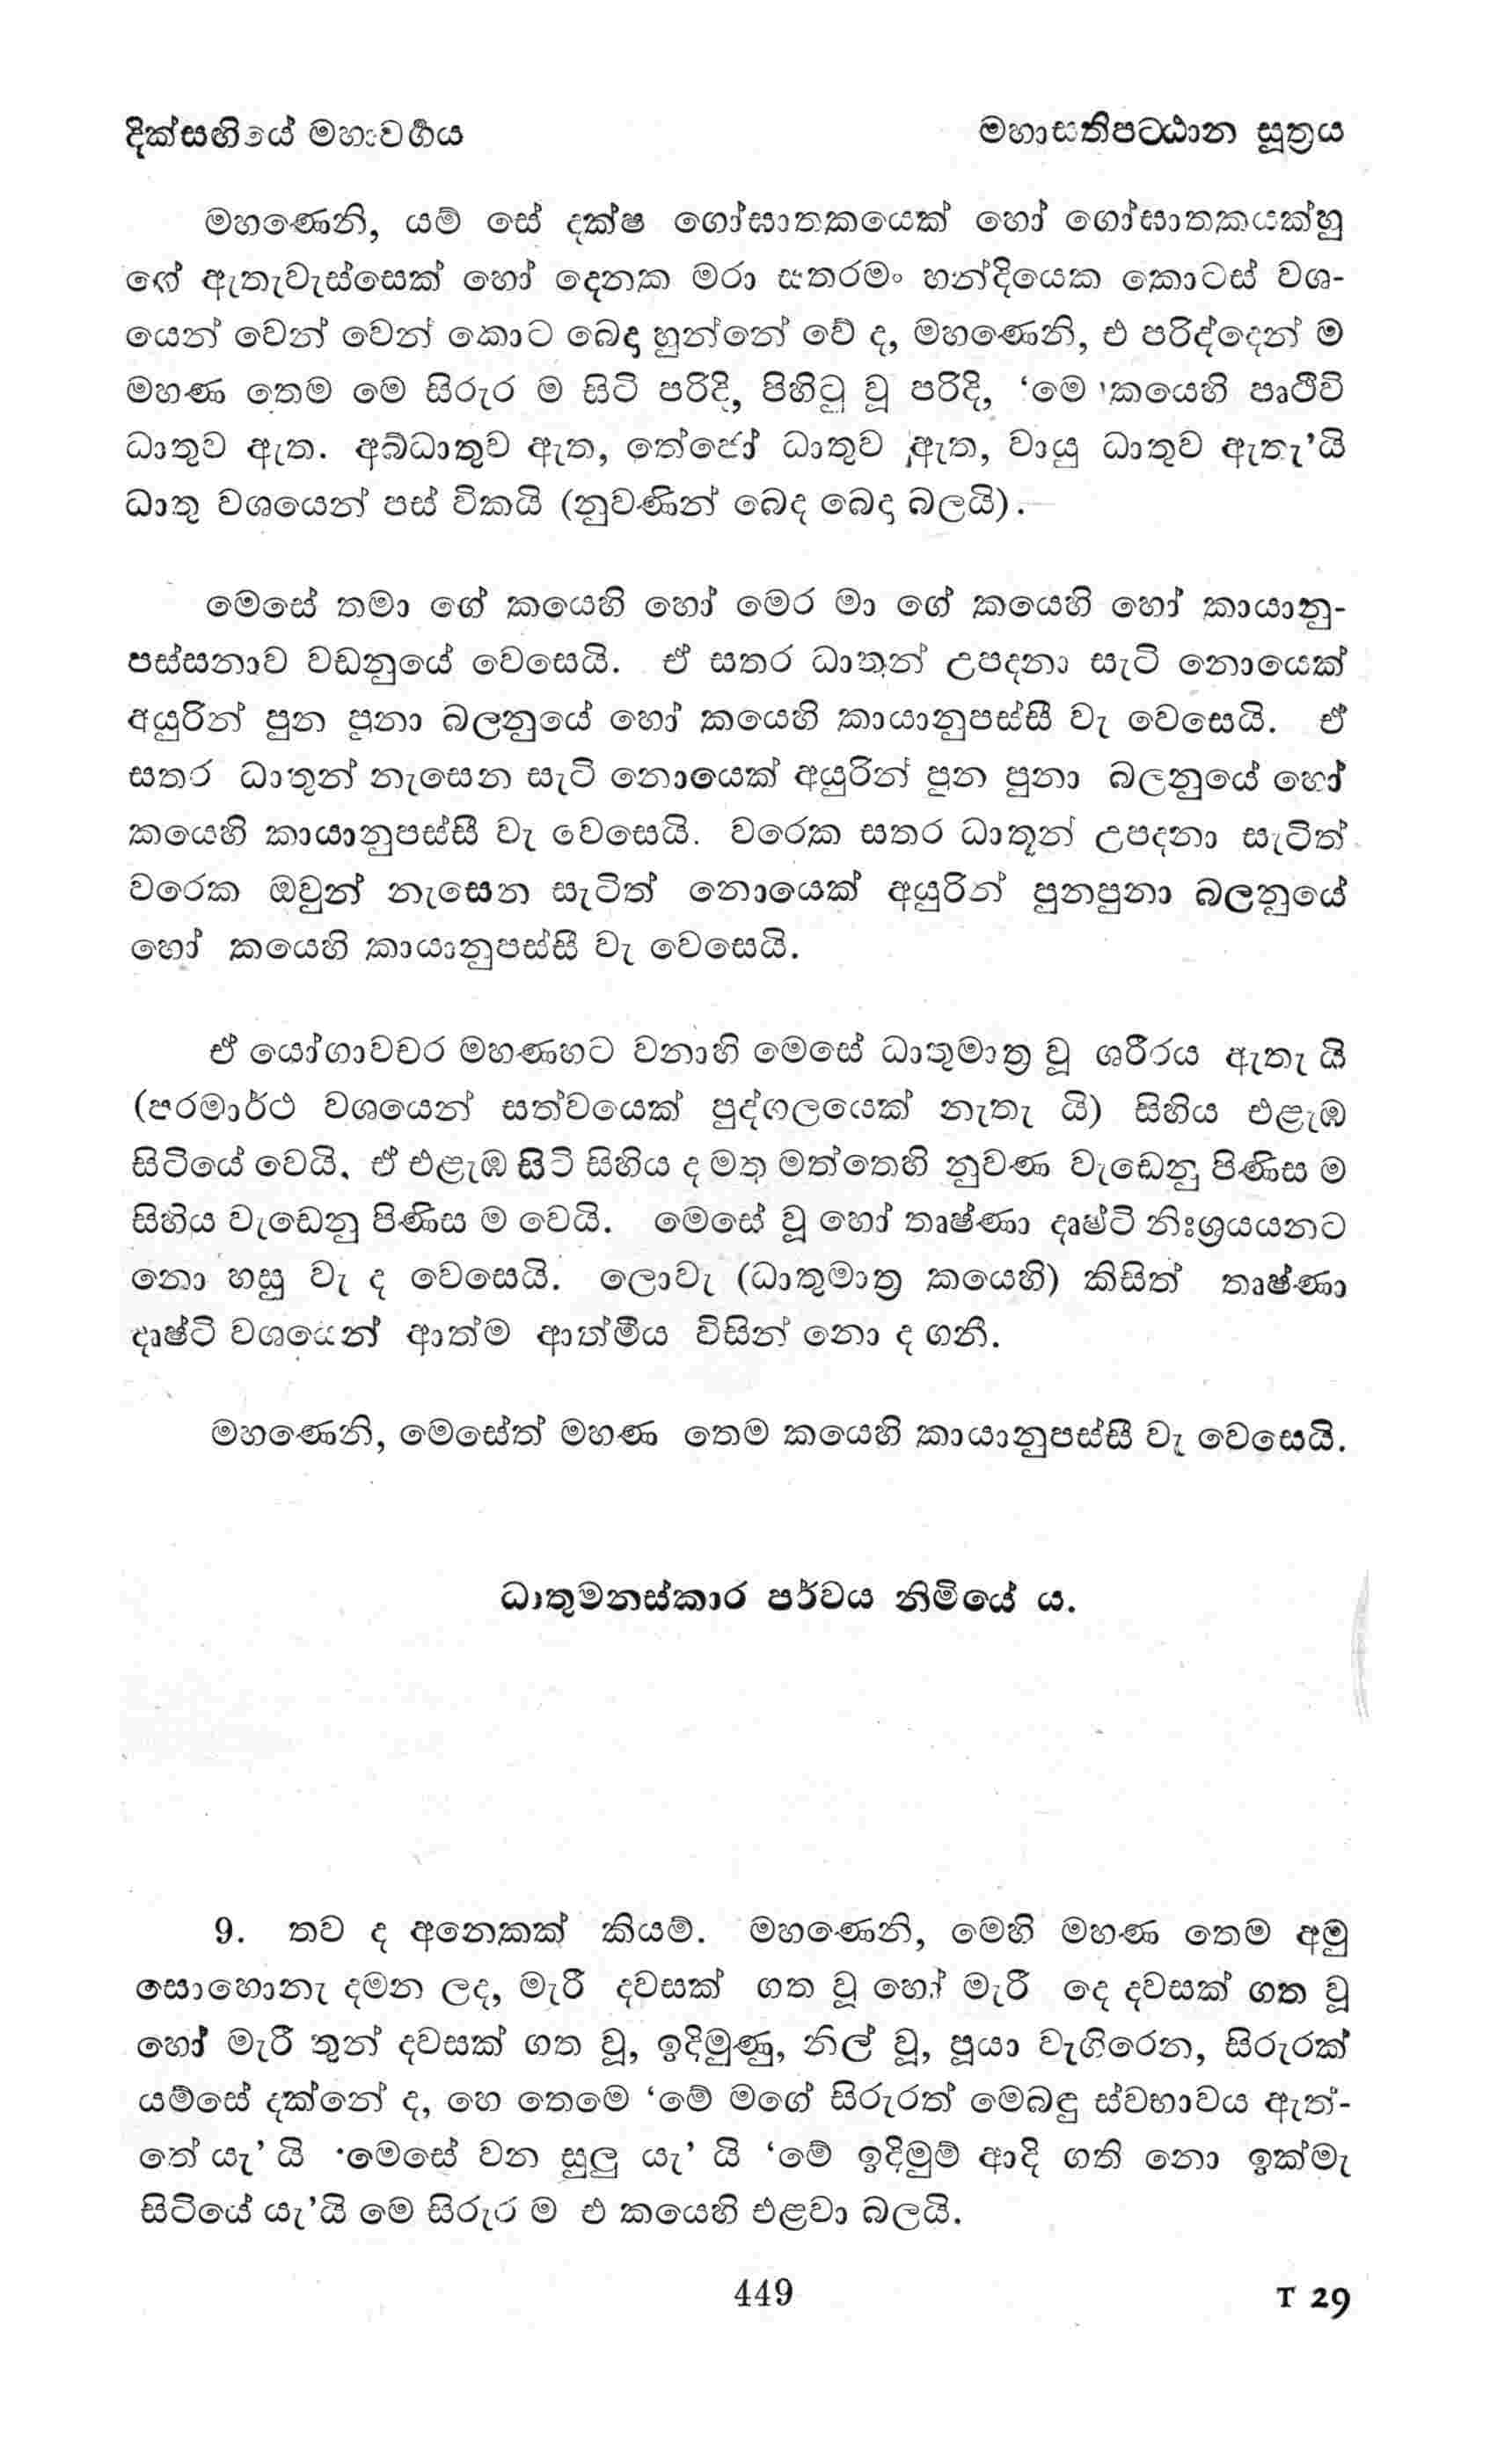 දික්සඟියේ මහාවර්‍ගය
මහාසතිපට්ඨාන සූත්‍රය
මහණෙනි, යම් සේ දක්ෂ ගෝඝාතකයෙක් හෝ ගෝඝාතකයක්හු
ගේ ඇතැවැස්සෙක් හෝ දෙනක මරා සතරමං හන්දියෙක කොටස් වශ-
යෙන් වෙන් වෙන් කොට බෙදා හුන්නේ වේ ද, මහණෙනි, එ පරිද්දෙන් ම
මහණ තෙම මෙ සිරුර ම සිටි පරිදි, පිහිටු වූ පරිදි, ‘මෙ කයෙහි පෘථිවි
ධාතුව ඇත. අබ්ධාතුව ඇත, තේජෝ ධාතුව ඇත, වායු ධාතුව ඇතැ’යි
ධාතු වශයෙන් පස් විකයි (නුවණින් බෙද බෙදා බලයි).
මෙසේ තමා ගේ කයෙහි හෝ මෙර මා ගේ කයෙහි හෝ කායානු-
පස්සනාව වඩනුයේ වෙසෙයි. ඒ සතර ධාතූන් උපදනා සැටි නොයෙක්
අයුරින් පුන පුනා බලනුයේ හෝ කයෙහි කායානුපස්සී වැ වෙසෙයි. ඒ
සතර ධාතුන් නැසෙන සැටි නොයෙක් අයුරින් පුන පුනා බලනුයේ හෝ
කයෙහි කායානුපස්සී වැ වෙසෙයි. වරෙක සතර ධාතූන් උපදනා සැටිත්
වරෙක ඔවුන් නැසෙන සැටිත් නොයෙක් අයුරින් පුනපුනා බලනුයේ
හෝ කයෙහි කායානුපස්සී වැ වෙසෙයි.
ඒ යෝගාවචර මහණහට වනාහි මෙසේ ධාතුමාත්‍ර වූ ශරීරය ඇතැ යි
(පරමාර්ථ වශයෙන් සත්වයෙක් පුද්ගලයෙක් නැතැ යි) සිහිය එළැඹ
සිටියේ වෙයි. ඒ එළැඹ සිටි සිහිය ද මතු මත්තෙහි නුවණ වැඩෙනු පිණිස ම
සිහිය වැඩෙනු පිණිස ම වෙයි. මෙසේ වූ හෝ තෘෂ්ණා දෘෂ්ටි නිඃශ්‍රයයනට
නො හසු වැ ද වෙසෙයි. ලොවැ (ධාතුමාත්‍ර කයෙහි) කිසිත් තෘෂ්ණා
දෘෂ්ටි වශයෙන් ආත්ම ආත්මීය විසින් නො ද ගනී.
මහණෙනි, මෙසේත් මහණ තෙම කයෙහි කායානුපස්සී වැ වෙසෙයි.
ධාතුමනස්කාර පර්වය නිමියේ ය.
9. තව ද අනෙකක් කියම්. මහණෙනි, මෙහි මහණ තෙම අමු
සොහොනැ දමන ලද, මැරී දවසක් ගත වූ හෝ මැරී දෙ දවසක් ගත වූ
හෝ මැරී තුන් දවසක් ගත වූ, ඉදිමුණු, නිල් වූ, පූයා වැගිරෙන, සිරුරක්
යම්සේ දක්නේ ද, හෙ තෙමෙ ‘මේ මගේ සිරුරත් මෙබඳු ස්වභාවය ඇත්-
තේ යැ’ යි ‘මෙසේ වන සුලු යැ’ යි ‘මේ ඉදිමුම් ආදි ගති නො ඉක්මැ
සිටියේ යැ’යි මෙ සිරුර ම එ කයෙහි එළවා බලයි.
449
T 29